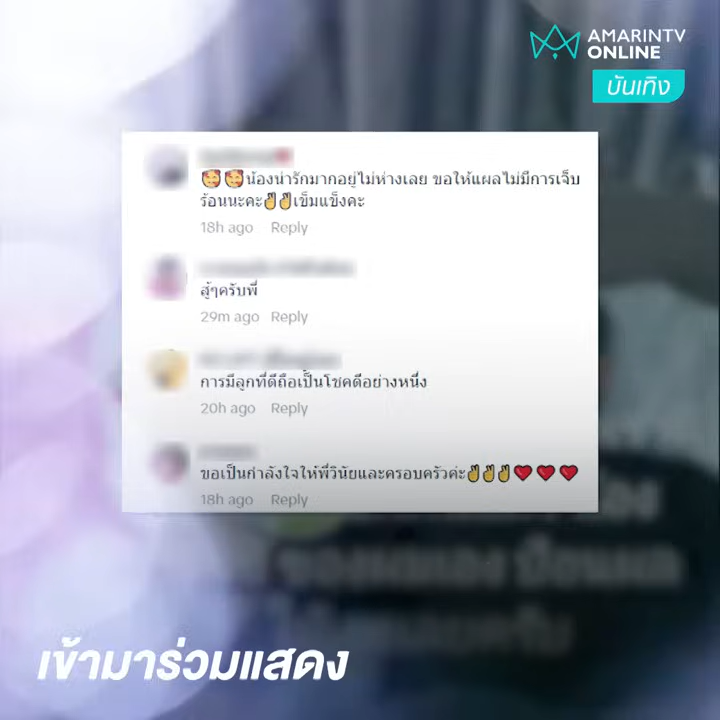 AMARINTV
ONLINE
บันเทิง
🥰 🥰น้องน่ารักมากอยู่ไม่ห่างเลย ขอให้แผลไม่มีการเจ็บ
ร้อนนะคะ✌✌เข็มแข็งคะ
18h ago Reply
สู้ๆครับพี่
29m ago Reply
การมีลูกที่ดีถือเป็นโชคดีอย่างหนึ่ง
20h ago Reply
ขอเป็นกำลังใจให้พี่วินัยและครอบครัวค่ะ✌✌✌❤❤❤
18h ago Reply
เข้ามาร่วมแสดง